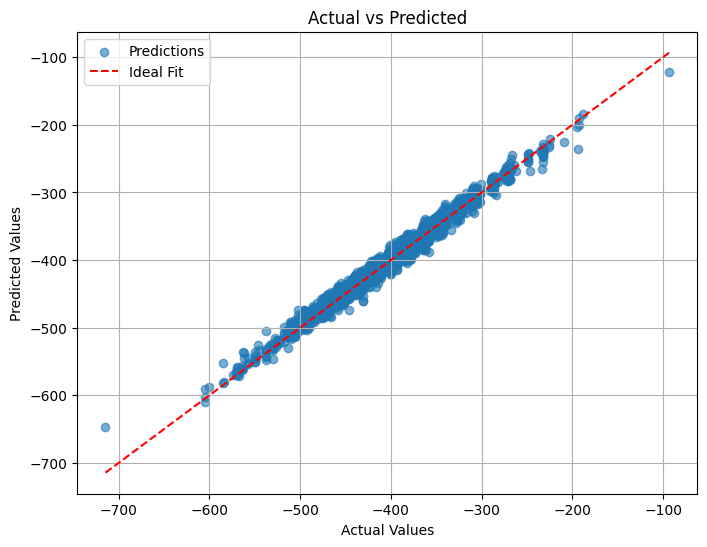 Actual vs Predicted
Predictions
Ideal Fit
−100
−200
−300
−400
−500
−600
−700
Predicted Values
−700
−600
−500
−400
−300
−200
−100
Actual Values